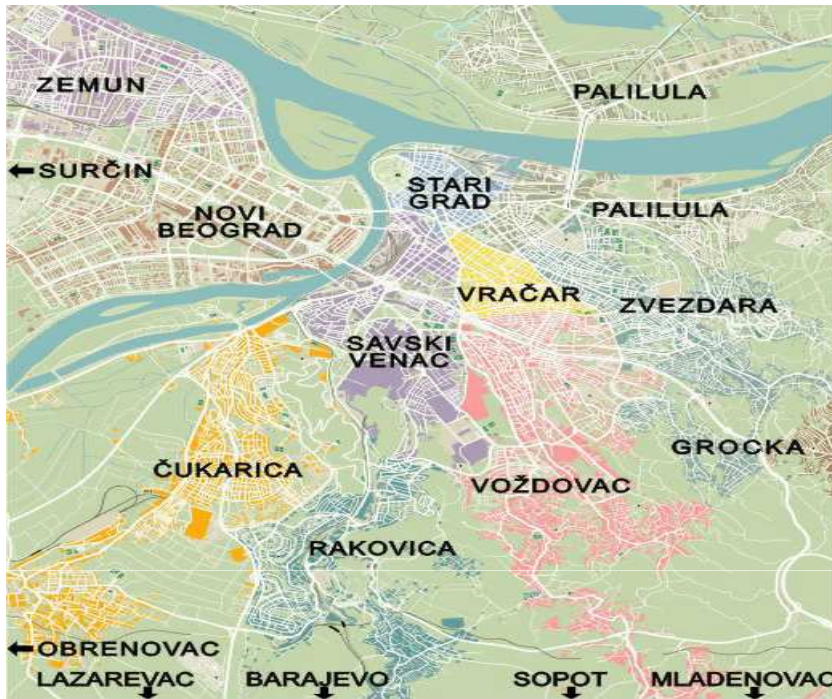 ZEMUN
PALILULA
SURČIN
STARI
GRAD
NOVI
BEOGRAD
PALILULA
VRAČAR
ZVEZDARA
SAVSKI
VENAC
ČUKARICA
GROCKA
VOŽDOVAC
RAKOVICA
OBRENOVAC
LAZAREVAC
BARAJEVO
SOPOT
MLADENOVAC